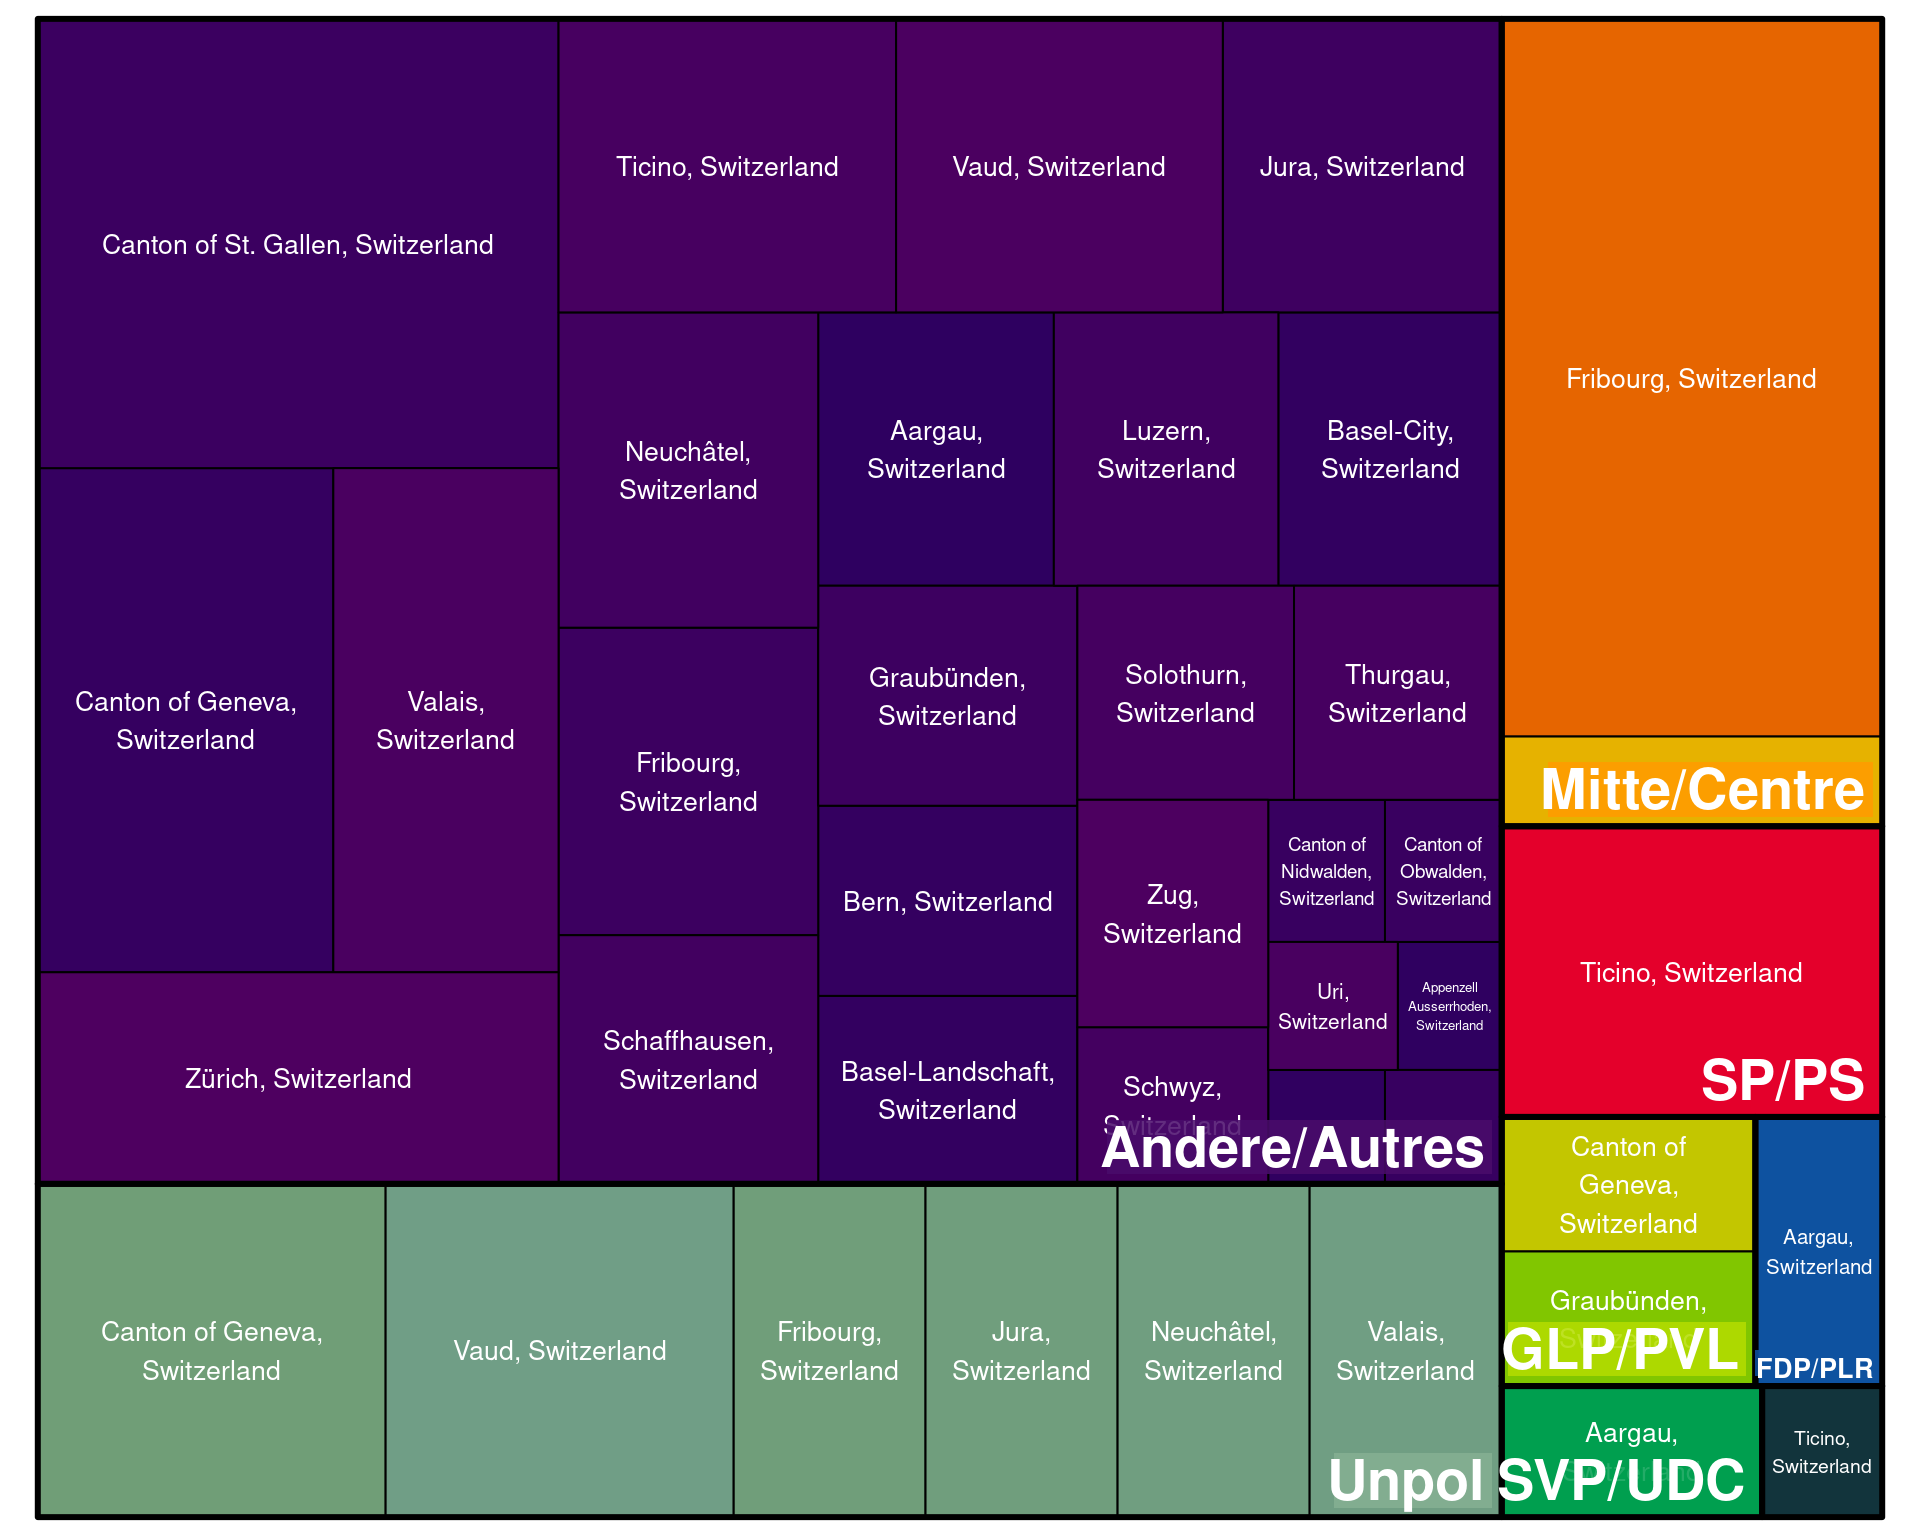 Canton of St. Gallen, Switzerland
Ticino, Switzerland
Vaud, Switzerland
Jura, Switzerland
Fribourg, Switzerland
Neuchâtel,
Switzerland
Aargau,
Switzerland
Luzern,
Switzerland
Basel-City,
Switzerland
Canton of Geneva,
Switzerland
Valais,
Switzerland
Fribourg,
Switzerland
Graubünden,
Switzerland
Solothurn,
Switzerland
Thurgau,
Switzerland
Mitte/Centre
Bern, Switzerland
Zug,
Switzerland
Canton of
Nidwalden,
Switzerland
Canton of
Obwalden,
Switzerland
Uri,
Switzerland
Appenzell
Ausserrhoden,
Switzerland
Ticino, Switzerland
SP/PS
Zürich, Switzerland
Schaffhausen,
Switzerland
Basel-Landschaft,
Switzerland
Schwyz,
Switzerland
Andere/Autres
Canton of
Geneva,
Switzerland
Aargau,
Switzerland
Graubünden,
GLP/PVL
FDP/PLR
Canton of Geneva,
Switzerland
Vaud, Switzerland
Fribourg,
Switzerland
Jura,
Switzerland
Neuchâtel,
Switzerland
Valais,
Switzerland
Unpol
Aargau,
SVP/UDC
Ticino,
Switzerland